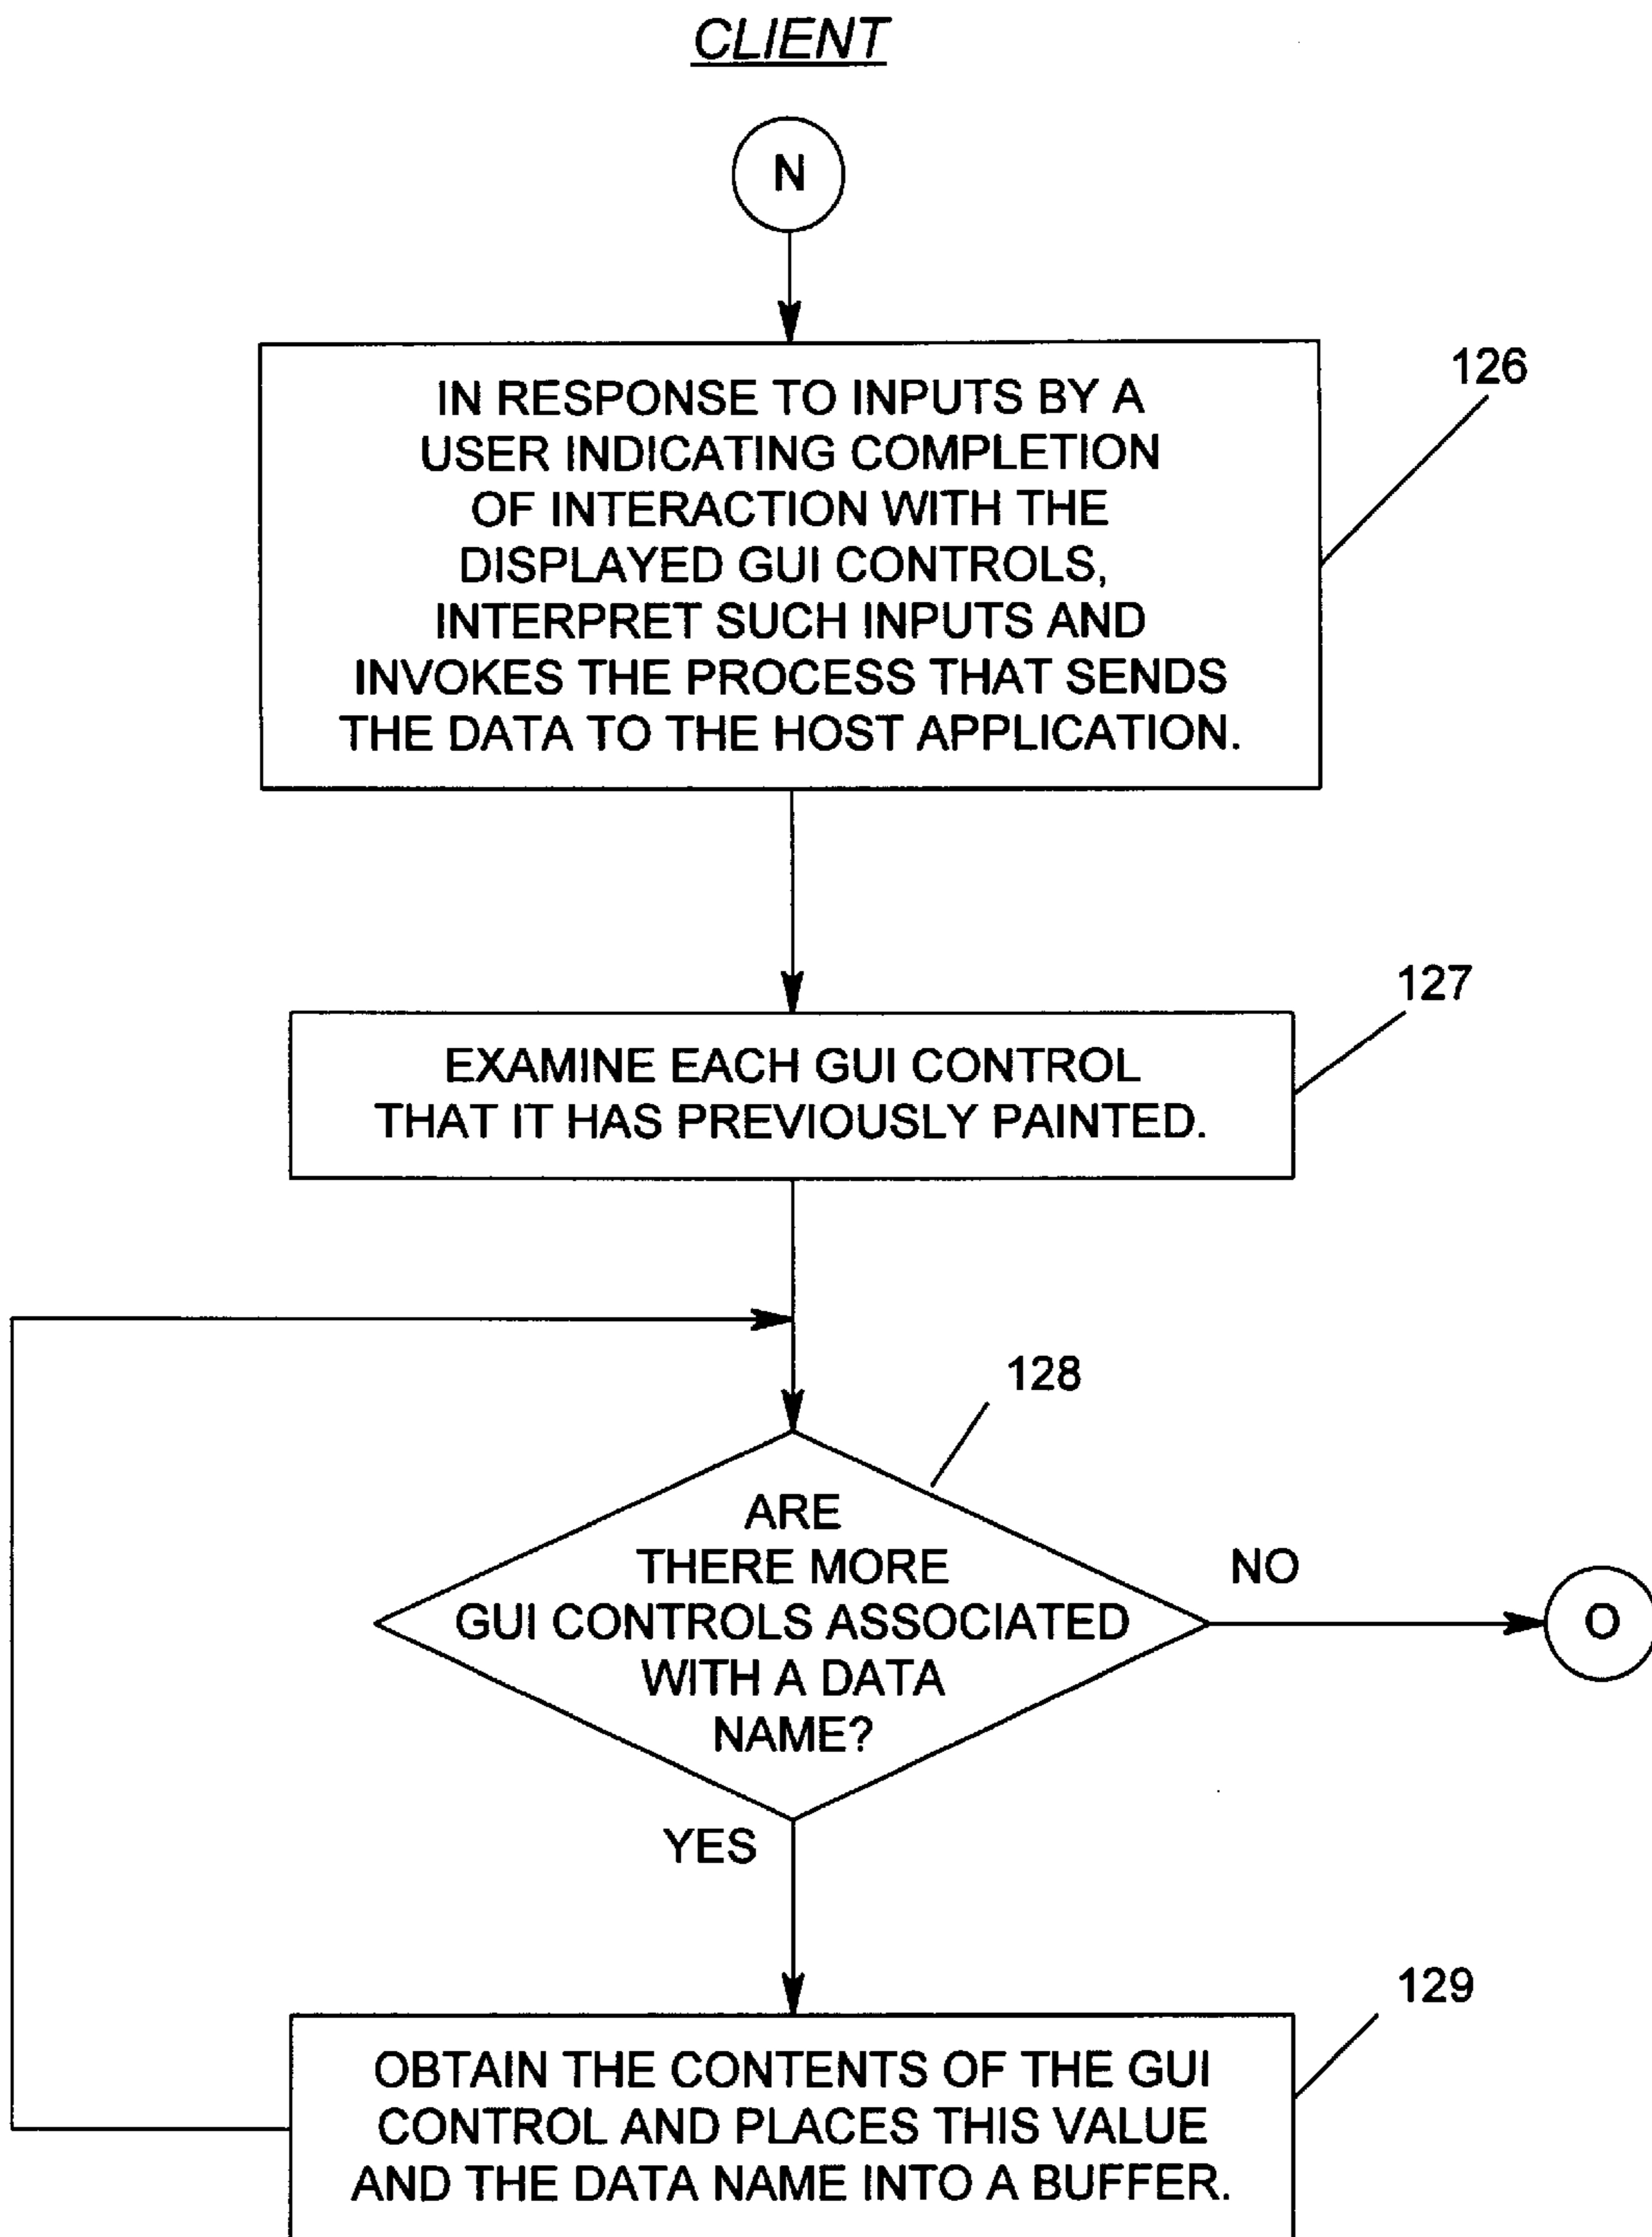 CLIENT
N
IN RESPONSE TO INPUTS BY A
USER INDICATING COMPLETION
OF INTERACTION WITH THE
DISPLAYED GUI CONTROLS,
INTERPRET SUCH INPUTS AND
INVOKES THE PROCESS THAT SENDS
THE DATA TO THE HOST APPLICATION.
126
EXAMINE EACH GUI CONTROL
THAT IT HAS PREVIOUSLY PAINTED.
127
128
ARE
THERE MORE
GUI CONTROLS ASSOCIATED
WITH A DATA
NAME?
NO
O
YES
129
OBTAIN THE CONTENTS OF THE GUI
CONTROL AND PLACES THIS VALUE
AND THE DATA NAME INTO A BUFFER.